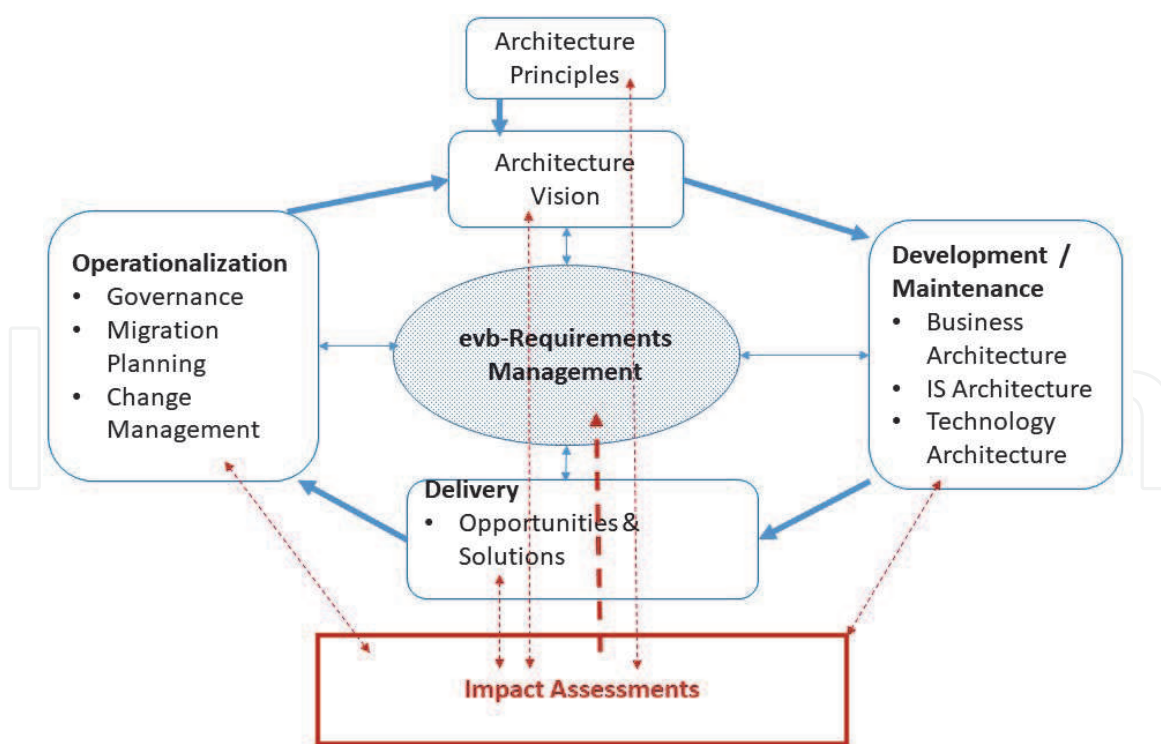 Architecture
Principles
Architecture
Vision
Operationalization
• Governance
• Migration
Planning
• Change
Management
evb-Requirements
Management
Development /
Maintenance
• Business
Architecture
• IS Architecture
• Technology
Architecture
Delivery
• Opportunities &
Solutions
Impact Assessments